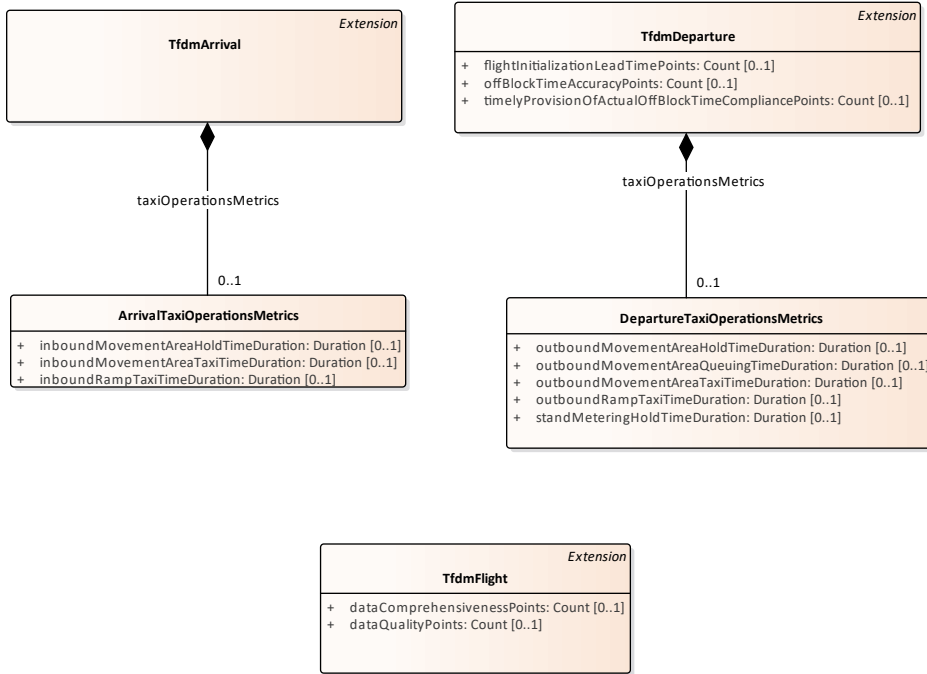 Extension
TfdmArrival
Extension
TfdmDeparture
+ flightInitializationLeadTimePoints: Count [0..1]
+ offBlockTimeAccuracyPoints: Count [0..1]
+ timelyProvisionOfActualOffBlockTimeCompliancePoints: Count [0..1]
taxiOperationsMetrics
0..1
taxiOperationsMetrics
0..1
ArrivalTaxiOperationsMetrics
+ inboundMovementAreaHoldTimeDuration: Duration [0..1]
+ inboundMovementAreaTaxiTimeDuration: Duration [0..1]
+ inboundRampTaxiTimeDuration: Duration [0..1]
DepartureTaxiOperationsMetrics
+ outboundMovementAreaHoldTimeDuration: Duration [0..1]
+ outboundMovementAreaQueuingTimeDuration: Duration [0..1]
+ outboundMovementAreaTaxiTimeDuration: Duration [0..1]
+ outboundRampTaxiTimeDuration: Duration [0..1]
+ standMeteringHoldTimeDuration: Duration [0..1]
Extension
TfdmFlight
+ dataComprehensivenessPoints: Count [0..1]
+ dataQualityPoints: Count [0..1]